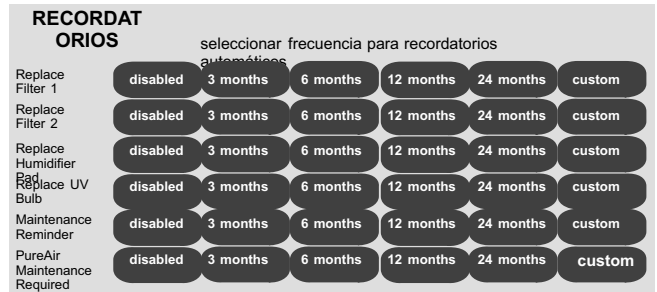 RECORDAT
ORIOS
seleccionar frecuencia para recordatorios
automáticos
Replace
Filter 1
disabled 3 months 6 months 12 months 24 months custom
Replace
Filter 2
disabled 3 months 6 months 12 months 24 months custom
Replace
Humidifier
Pad
disabled 3 months 6 months 12 months 24 months custom
Replace UV
Bulb
disabled 3 months 6 months 12 months 24 months custom
Maintenance
Reminder
disabled 3 months 6 months 12 months 24 months custom
PureAir
Maintenance
Required
disabled 3 months 6 months 12 months 24 months custom